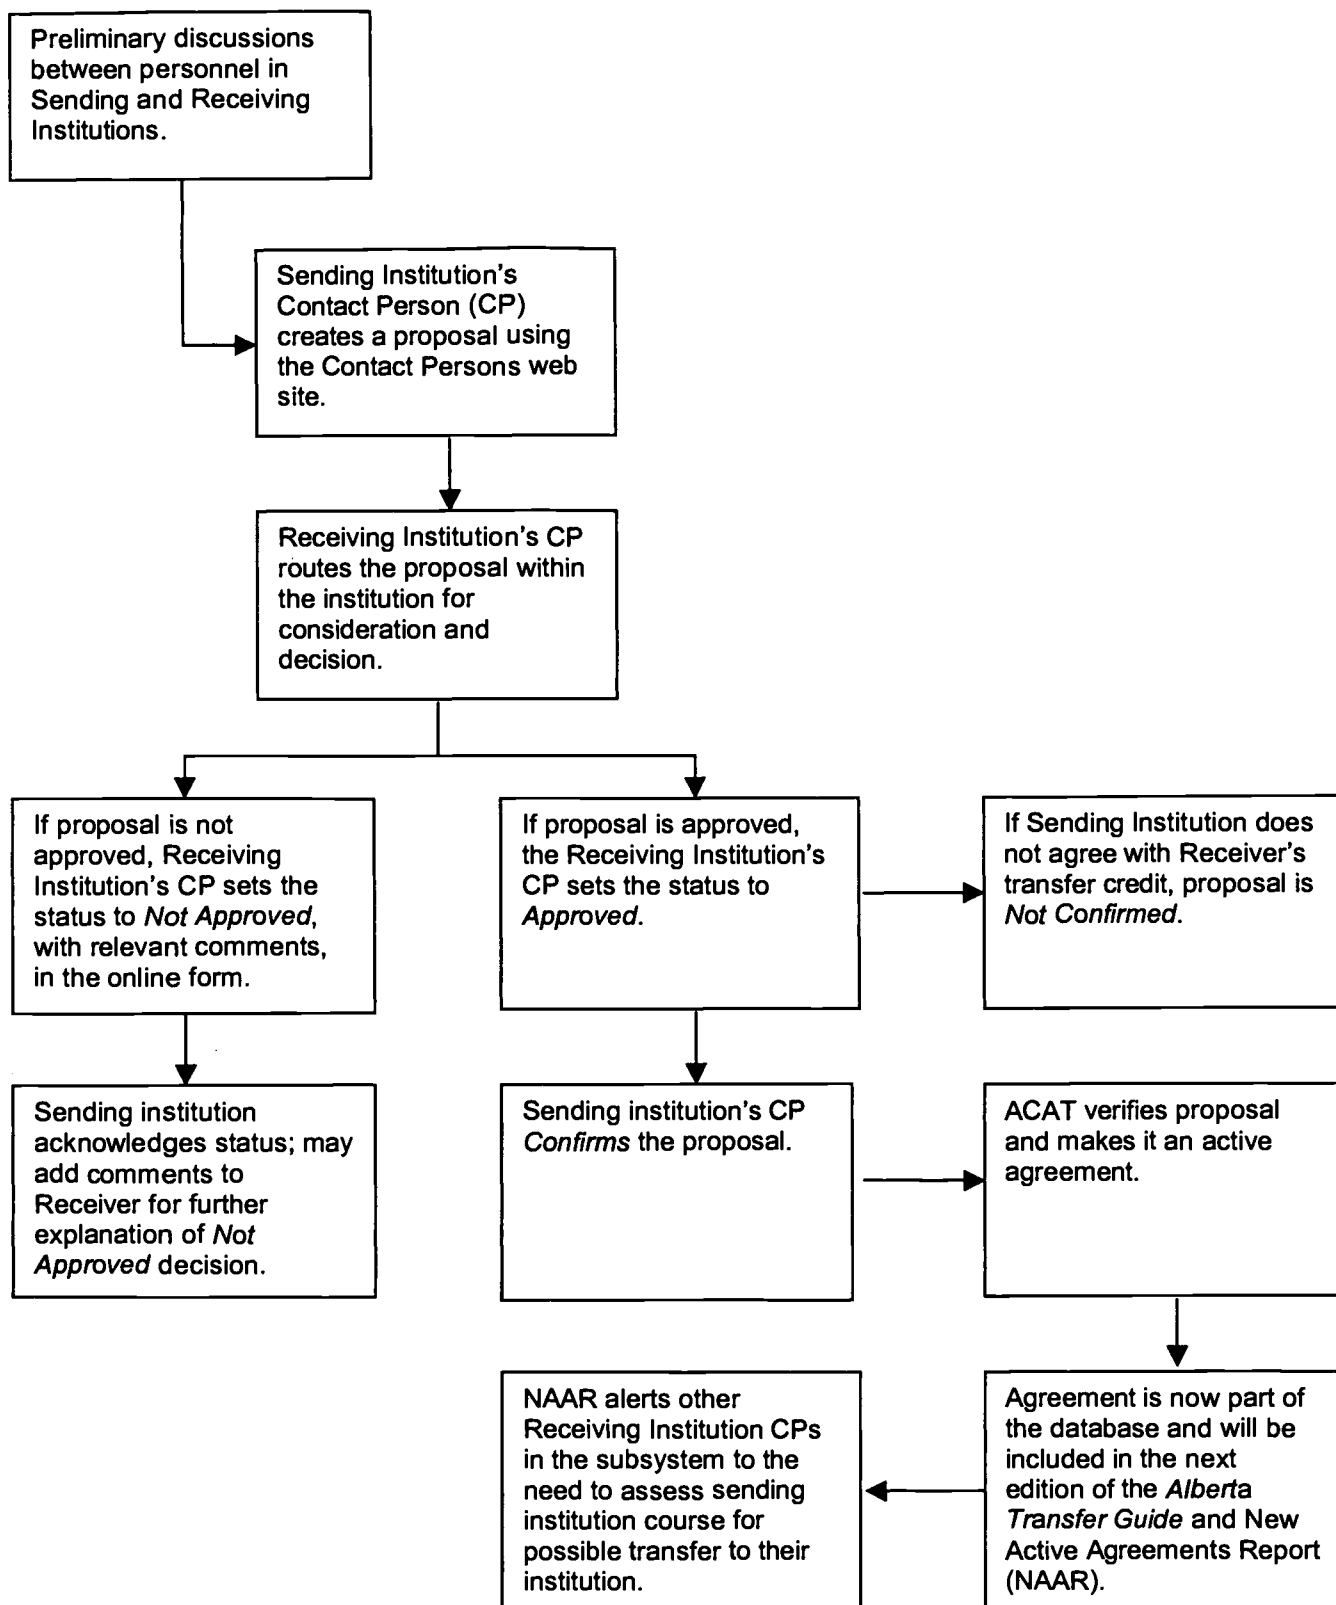 Preliminary discussions
between personnel in
Sending and Receiving
Institutions.
Sending Institution's
Contact Person (CP)
creates a proposal using
the Contact Persons web
site.
Receiving Institution's CP
routes the proposal within
the institution for
consideration and
decision.
If proposal is not
approved, Receiving
Institution's CP sets the
status to Not Approved,
with relevant comments,
in the online form.
If proposal is approved,
the Receiving Institution's
CP sets the status to
Approved.
If Sending Institution does
not agree with Receiver's
transfer credit, proposal is
Not Confirmed.
Sending institution
acknowledges status; may
add comments to
Receiver for further
explanation of Not
Approved decision.
Sending institution's CP
Confirms the proposal.
ACAT verifies proposal
and makes it an active
agreement.
NAAR alerts other
Receiving Institution CPs
in the subsystem to the
need to assess sending
institution course for
possible transfer to their
institution.
Agreement is now part of
the database and will be
included in the next
edition of the Alberta
Transfer Guide and New
Active Agreements Report
(NAAR).